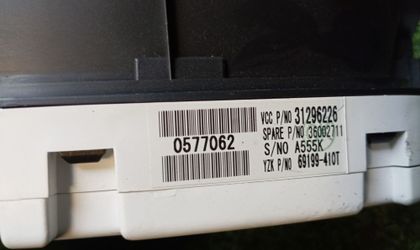 0577062
VCC P/NO 31296226
SPARE P/NO 36002711
S/NO A555K
YZK P/NO 69199-410T